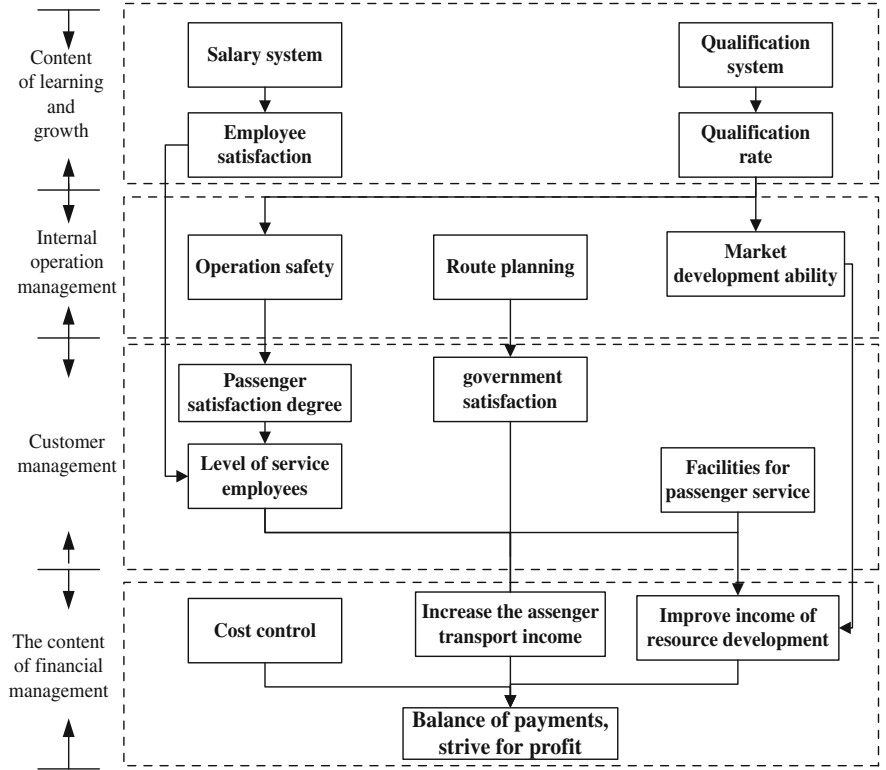 Content
of learning
and
growth
Salary system
Qualification
system
Employee
satisfaction
Qualification
rate
Internal
operation
management
Operation safety
Route planning
Market
development ability
Customer
management
Passenger
satisfaction degree
government
satisfaction
Level of service
employees
Facilities for
passenger service
The content
of financial
management
Cost control
Increase the assenger
transport income
Improve income of
resource development
Balance of payments,
strive for profit